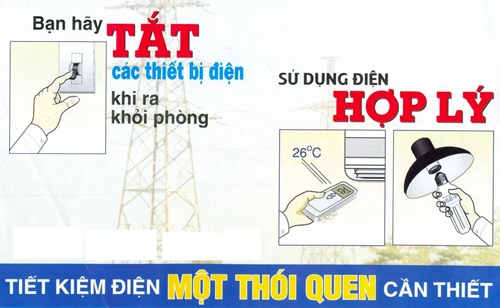 Bạn hãy
TẮT
các thiết bị điện
khi ra
khỏi phòng
SỬ DỤNG ĐIỆN
HỢP LÝ
26°C
TIẾT KIỆM ĐIỆN MỘT THÓI QUEN CẦN THIẾT